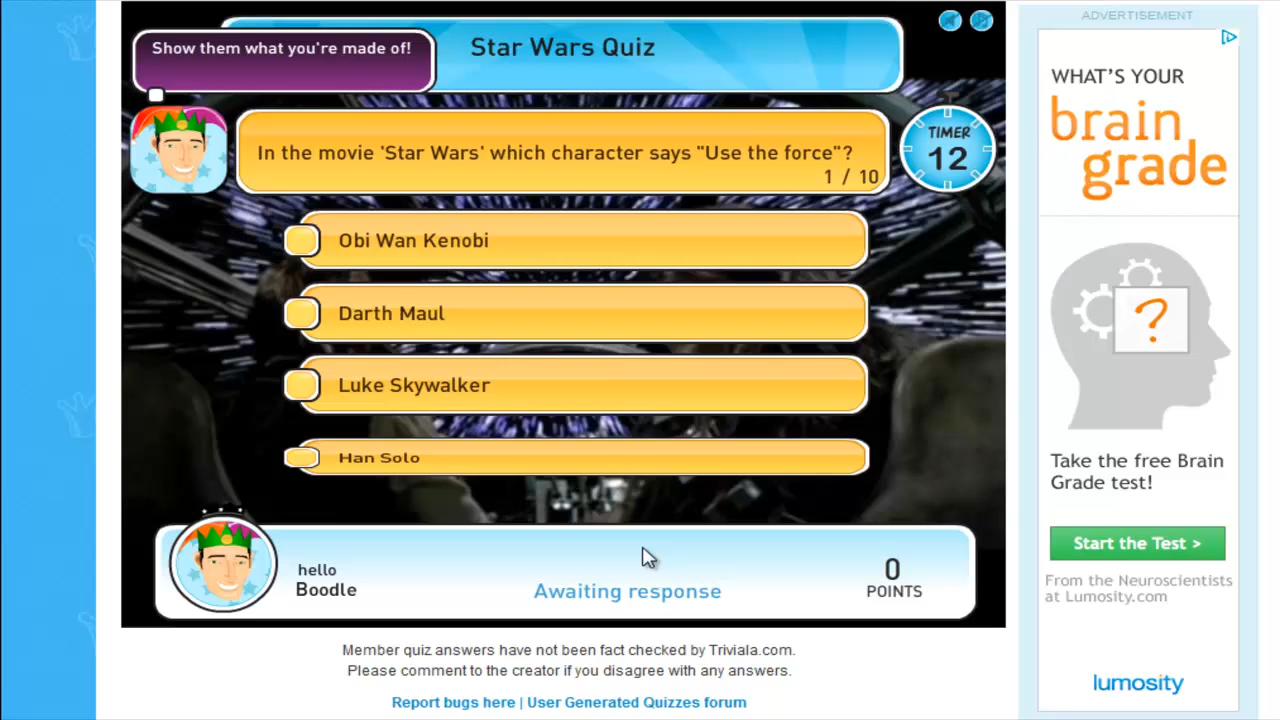 ADVERTISEMENT
Show them what you're made of!
Star Wars Quiz
In the movie 'Star Wars' which character says "Use the force"?
1 / 10
TIMER
12
Obi Wan Kenobi
Darth Maul
Luke Skywalker
Han Solo
hello
Boodle
Awaiting response
0
POINTS
Member quiz answers have not been fact checked by Triviala.com.
Please comment to the creator if you disagree with any answers.
Report bugs here | User Generated Quizzes forum
WHAT'S YOUR
brain
grade
?
Take the free Brain
Grade test!
Start the Test >
From the Neuroscientists
at Lumosity.com
lumosity